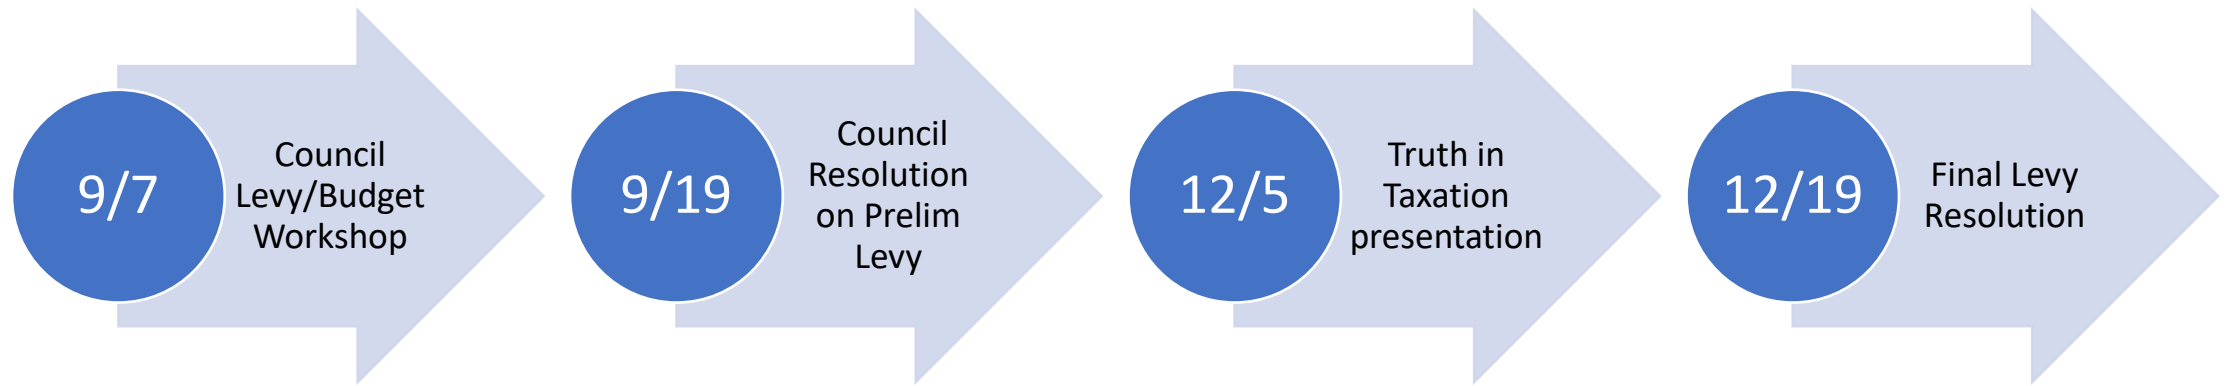 9/7
Council
Levy/Budget
Workshop
9/19
Council
Resolution
on Prelim
Levy
12/5
Truth in
Taxation
presentation
12/19
Final Levy
Resolution